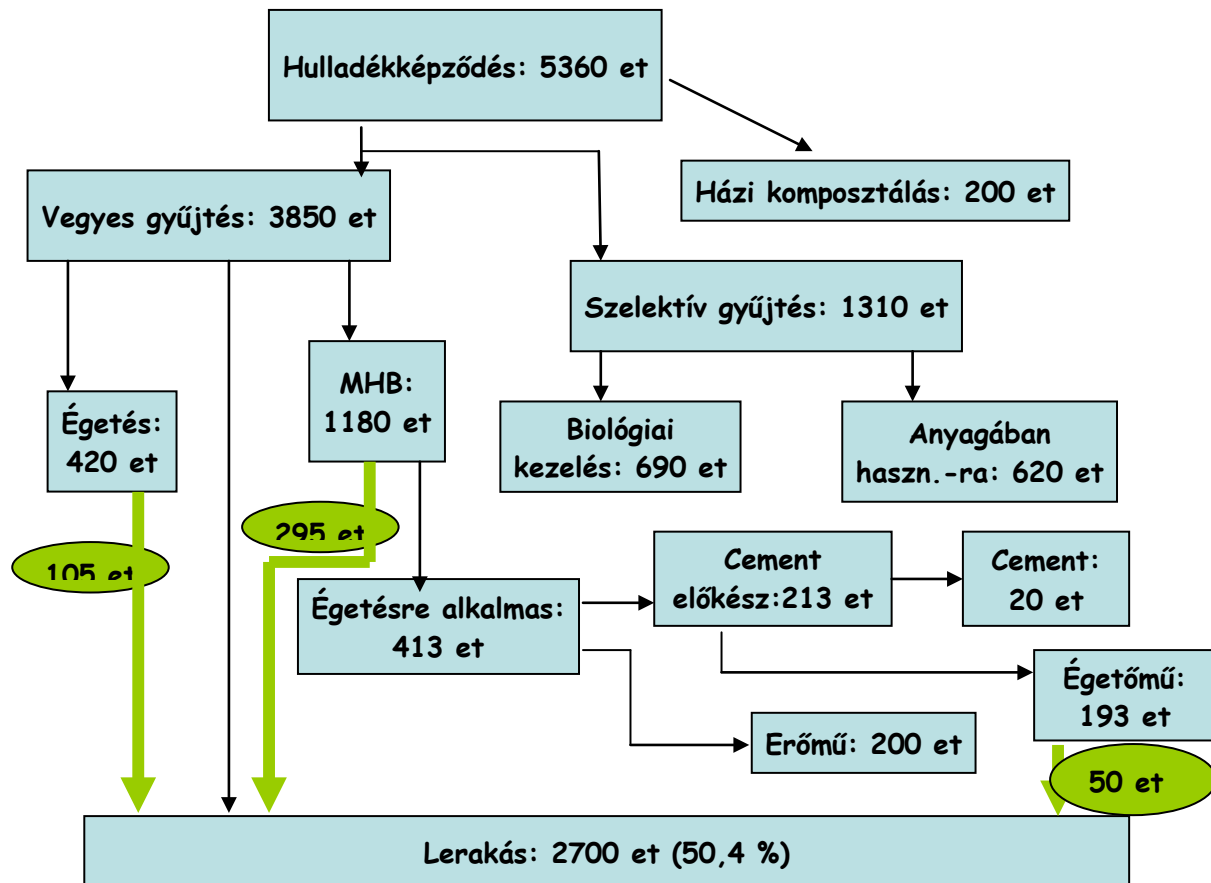 Hulladékképződés: 5360 et
Házi komposztálás: 200 et
Vegyes gyűjtés: 3850 et
Szelektív gyűjtés: 1310 et
MHB:
1180 et
Égetés:
420 et
Biológiai
kezelés: 690 et
Anyagában
haszn.-ra: 620 et
295 et
105 et
Cement
előkész:213 et
Cement:
20 et
Égetésre alkalmas:
413 et
Égetőmű:
193 et
Erőmű: 200 et
50 et
Lerakás: 2700 et (50,4 %)